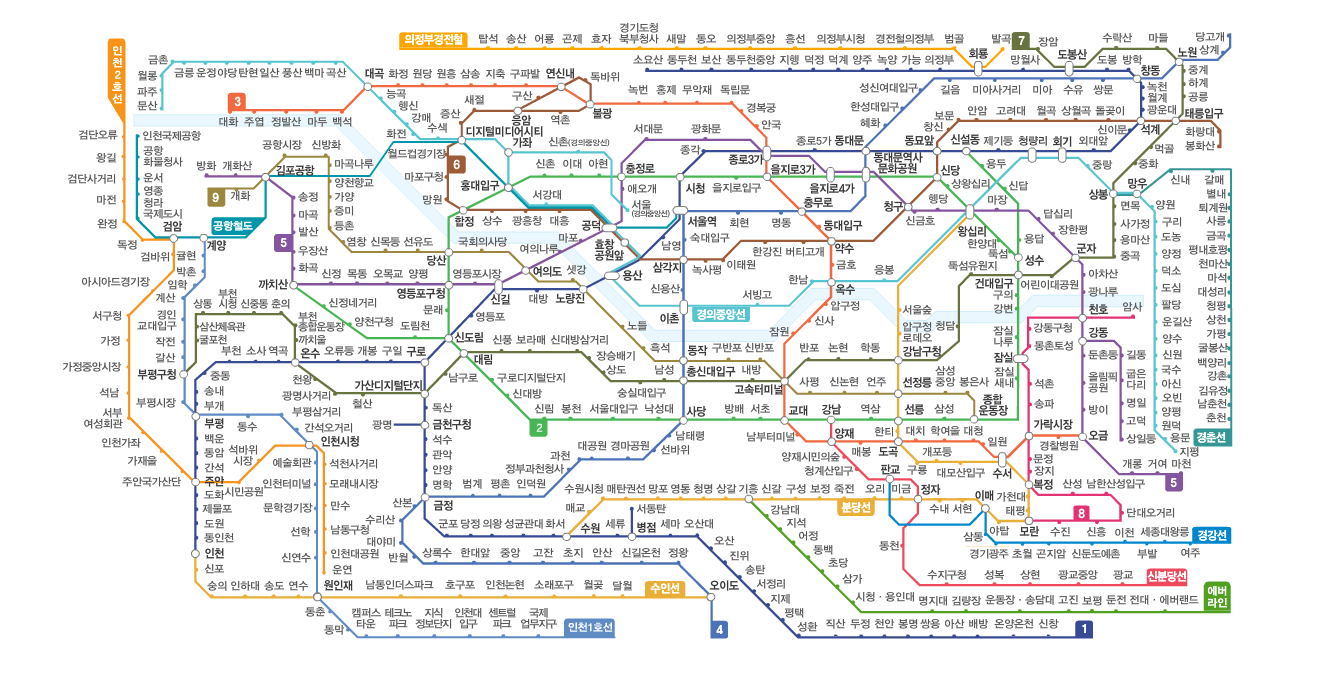 경기도청
의정부경전철 탑석 송산 어룡 곤제 효자 북부청사 새말 동오 의정부중앙 흥선 의정부시청 경전철의정부 범골 회룡 발곡
7 장암 도봉산 수락산 마들 노원 당고개
상계
인천2호선
소요산 동두천 보산 동두천중앙 지행 덕정 덕계 양주 녹양 가능 의정부 망월사 도봉 방학 창동
금촌
월롱
파주
문산
금릉 운정 야당 탄현 일산 풍산 백마 곡산 대곡 화정 원당 원흥 삼송 지축 구파발 연신내 독바위
3 대화 주엽 정발산 마두 백석
능곡
행신
강매
수색
화전
새절
증산
구산
응암
역촌
불광
녹번 홍제 무악재 독립문
경복궁
안국
성신여대입구
한성대입구
혜화
길음 미아사거리 미아 수유 쌍문
녹천
월계
광운대
중계
하계
공릉
태릉입구
화랑대
봉화산
보문
창신
안암 고려대 월곡 상월곡 돌곶이
석계
신이문
외대앞
먹골
중화
상봉
검단오류
왕길
검단사거리
마전
완정
독정
인천국제공항
공항
화물청사
운서
영종
청라
국제도시
검암
공항철도
계양
공항시장 신방화
방화 개화산 김포공항
9 개화
마곡나루
양천향교
가양
증미
등촌
염창 신목동 선유도
송정
마곡
발산
우장산
화곡
5
까치산
신정 목동 오목교 양평 영등포구청
월드컵경기장
디지털미디어시티
가좌
6
마포구청
망원
합정 상수 광흥창 대흥
신촌(경의중앙선)
신촌 이대 아현
홍대입구
서강대
서대문 광화문
충정로
애오개
서울
(경의중앙선)
공덕
효창
공원앞
종각
종로3가
종로5가 동대문
동묘앞
신설동 제기동 청량리 회기
시청 을지로입구
을지로3가
을지로4가
동대문역사
문화공원
신당
상왕십리
용두
신답
왕십리
마장
중랑
망우
양원
구리
도농
양정
덕소
도심
팔당
운길산
양수
신원
국수
아신
오빈
양평
원덕
용문
지평
신내 갈매
별내
퇴계원
사릉
금곡
평내호평
천마산
마석
대성리
청평
상천
가평
굴봉산
백양리
강촌
김유정
남춘천
춘천
경춘선
면목
사가정
용마산
중곡
서울역 회현 명동 충무로
동대입구
약수
청구
신금호
행당
한양대
뚝섬
성수
용답
답십리
장한평
군자
아차산
광나루
천호 암사
남영
숙대입구
삼각지
녹사평
이태원
한강진 버티고개
금호
옥수
응봉
한남
서빙고
경의중앙선
이촌
신용산
용산
국회의사당
여의나루
마포
당산
여의도
샛강
신길
대방
노량진
노들
흑석
동작 구반포 신반포
영등포시장
문래
신도림
영등포
신정네거리
양천구청
도림천
뚝섬유원지
건대입구
구의
강변
잠실
나루
잠실
잠실
새내
어린이대공원
강동구청
몽촌토성
강동
둔촌동
올림픽
공원
방이
오금
길동
굽은
다리
명일
고덕
상일동
개롱 거여 마천
5
아시아드경기장
서구청
가정
가정중앙시장
석남
서부
여성회관
인천가좌
가재울
주안국가산단
검바위
귤현
박촌
임학
계산
경인
교대입구
작전
갈산
부평구청
부평시장
부천
상동 시청 신중동 춘의
삼산체육관
굴포천
부천
종합운동장
까치울
온수
부천 소사 역곡 오류동 개봉 구일 구로
중동
송내
부개
부평
백운
동암
간석
주안
도화
제물포
도원
동인천
인천
신포
천왕
광명사거리
철산
가산디지털단지
남구로
대림
신풍 보라매 신대방삼거리
장승배기
상도
숭실대입구
남성
총신대입구 내방
고속터미널
반포 논현 학동
강남구청
청담
압구정
로데오
서울숲
압구정
신사
잠원
구로디지털단지
신대방
2 신림 봉천 서울대입구 낙성대
사당 방배 서초 교대 강남 역삼 선릉 삼성
종합
운동장
사평 신논현 언주 선정릉
삼성
중앙 봉은사
석촌
송파
가락시장
경찰병원
문정
장지
복정
독산
금천구청
광명
석수
관악
안양
명학
금정
동수
석바위
시장
시민공원
부평삼거리
간석오거리
인천시청
예술회관
인천터미널
문학경기장
선학
신연수
석천사거리
모래내시장
만수
남동구청
인천대공원
운연
원인재
동춘
동막
숭의 인하대 송도 연수
남동인더스파크 호구포 인천논현 소래포구 월곶 달월 수인선 오이도
캠퍼스
타운
테크노
파크
지식
정보단지
인천대
입구
센트럴
파크
국제
업무지구
인천1호선
4
산본
수리산
대야미
반월
상록수 한대앞 중앙 고잔 초지 안산 신길온천 정왕
군포 당정 의왕 성균관대 화서 수원 세류 병점 세마 오산대
매교
서동탄
오산
진위
송탄
서정리
지제
평택
성환
직산 두정 천안 봉명 쌍용 아산 배방 온양온천 신창 1
범계 평촌 인덕원
정부과천청사
과천
대공원 경마공원
선바위
남태령
수원시청 매탄권선 망포 영통 청명 상갈 기흥 신갈 구성 보정 죽전 오리 미금 정자
분당선
강남대
지석
어정
동백
초당
삼가
시청·용인대 명지대 김량장 운동장·송담대 고진 보평 둔전 전대·에버랜드
에버
라인
남부터미널
양재
양재시민의숲
청계산입구
매봉
도곡
한티
대치 학여울 대청
일원
수서
구룡
개포동
대모산입구
판교
수내 서현
이매
삼동
야탑
모란
태평
가천대
산성 남한산성입구
단대오거리
8
수진 신흥
이천 세종대왕릉
경강선
경기광주 초월 곤지암 신둔도예촌 부발 여주
동천
수지구청 성복 상현 광교중앙 광교 신분당선